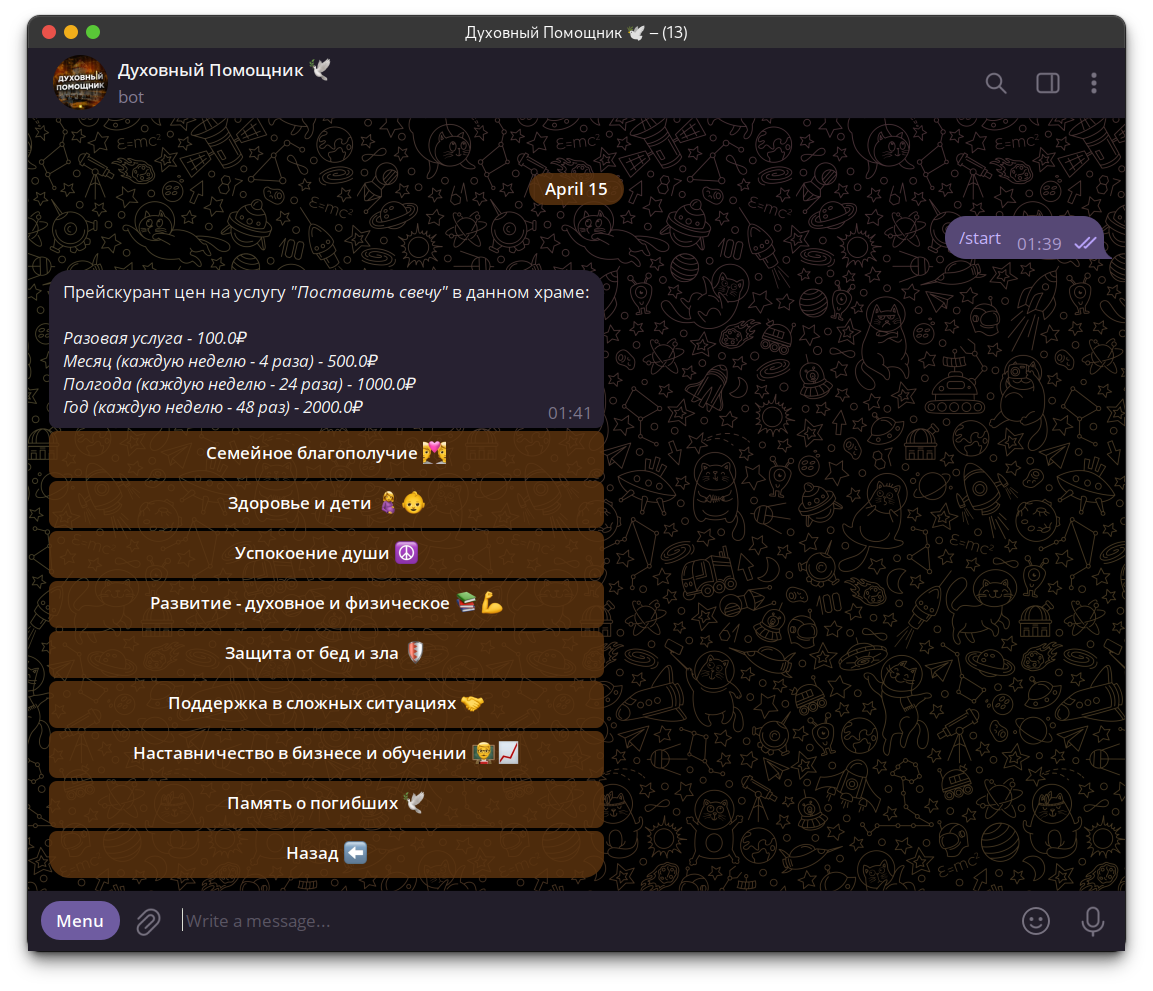 Духовный Помощник 🕊 – (13)
ДУХОВНЫЙ
ПОМОЩНИК
Духовный Помощник 🕊
bot
April 15
/start 01:39
Прейскурант цен на услугу "Поставить свечу" в данном храме:
Разовая услуга - 100.0₽
Месяц (каждую неделю - 4 раза) - 500.0₽
Полгода (каждую неделю - 24 раза) - 1000.0₽
Год (каждую неделю - 48 раз) - 2000.0₽
01:41
Семейное благополучие 👩‍❤️‍👨
Здоровье и дети 🤱👶
Успокоение души ☮️
Развитие - духовное и физическое 📚💪
Защита от бед и зла 🛡
Поддержка в сложных ситуациях 🤝
Наставничество в бизнесе и обучении 👨‍🏫📈
Память о погибших 🕊
Назад ⬅️
Menu
Write a message...